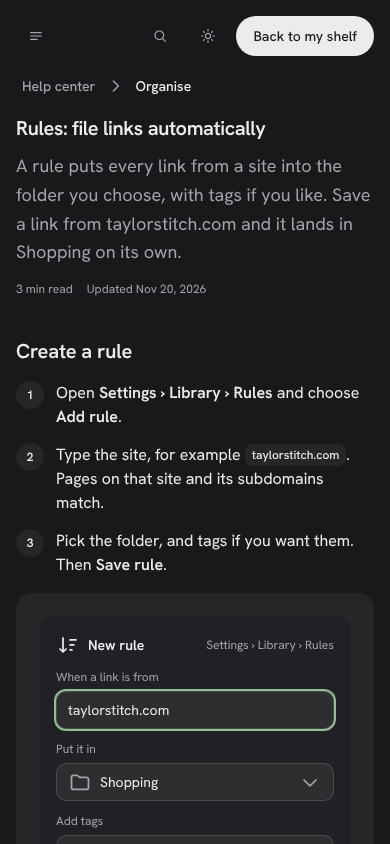 Back to my shelf
Help center > Organise
Rules: file links automatically
A rule puts every link from a site into the
folder you choose, with tags if you like. Save
a link from taylorstitch.com and it lands in
Shopping on its own.
3 min read Updated Nov 20, 2026
Create a rule
1 Open Settings › Library › Rules and choose
Add rule.
2 Type the site, for example taylorstitch.com.
Pages on that site and its subdomains
match.
3 Pick the folder, and tags if you want them.
Then Save rule.
New rule Settings › Library › Rules
When a link is from
taylorstitch.com
Put it in
Shopping
Add tags